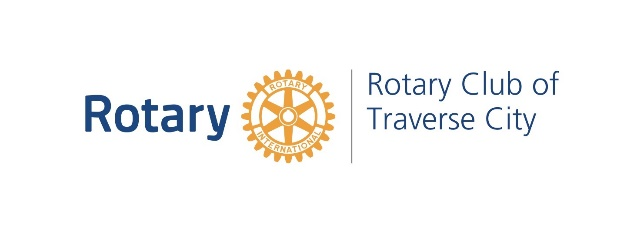 Rotary
ROTARY
INTERNATIONAL
Rotary Club of
Traverse City